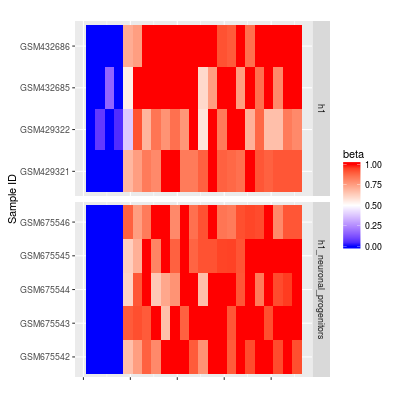 GSM432686
GSM432685
GSM429322
GSM429321
h1
GSM675546
GSM675545
GSM675544
GSM675543
GSM675542
h1_neuronal_progenitors
Sample ID
beta
1.00
0.75
0.50
0.25
0.00